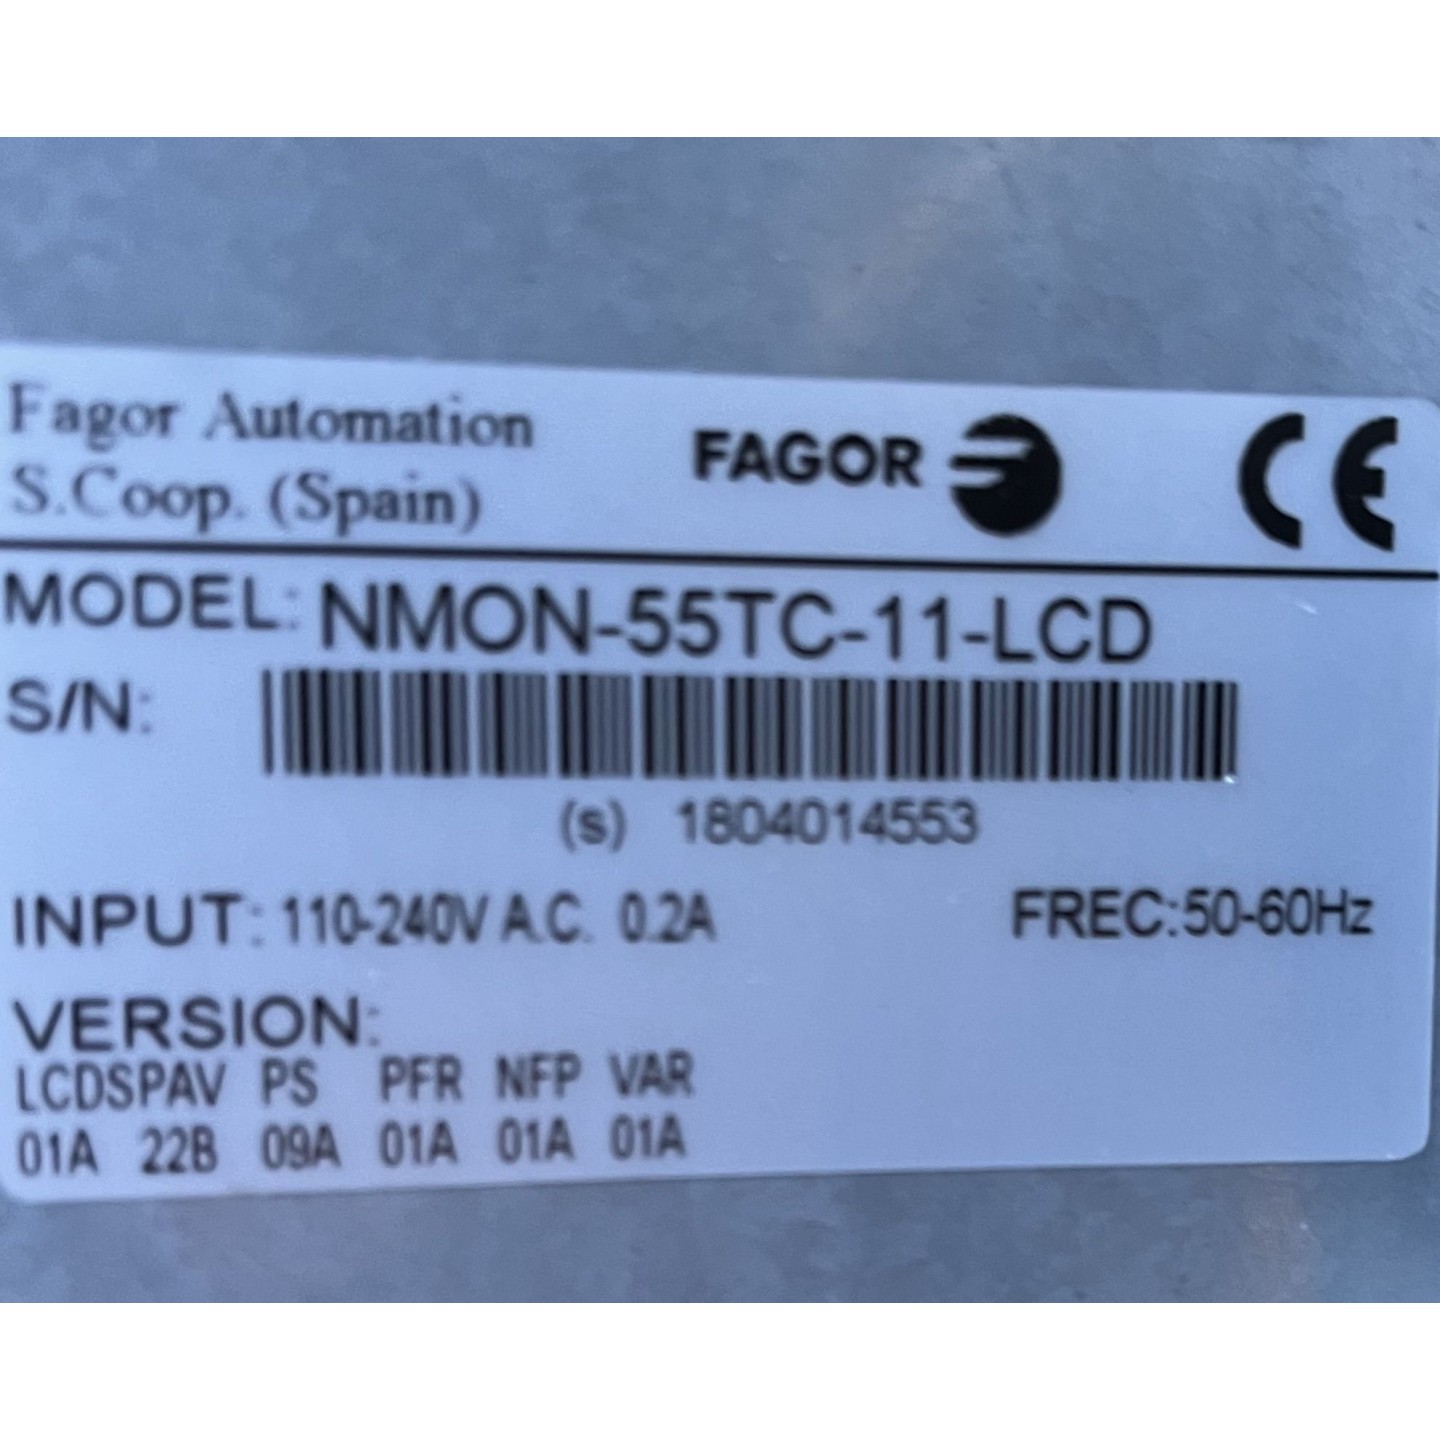 Fagor Automation
S.Coop. (Spain)
FAGOR
CE
MODEL: NMON-55TC-11-LCD
S/N:
(s) 1804014553
INPUT: 110-240V A.C. 0.2A FREC:50-60Hz
VERSION:
LCDSPAV PS PFR NFP VAR
01A 22B 09A 01A 01A 01A